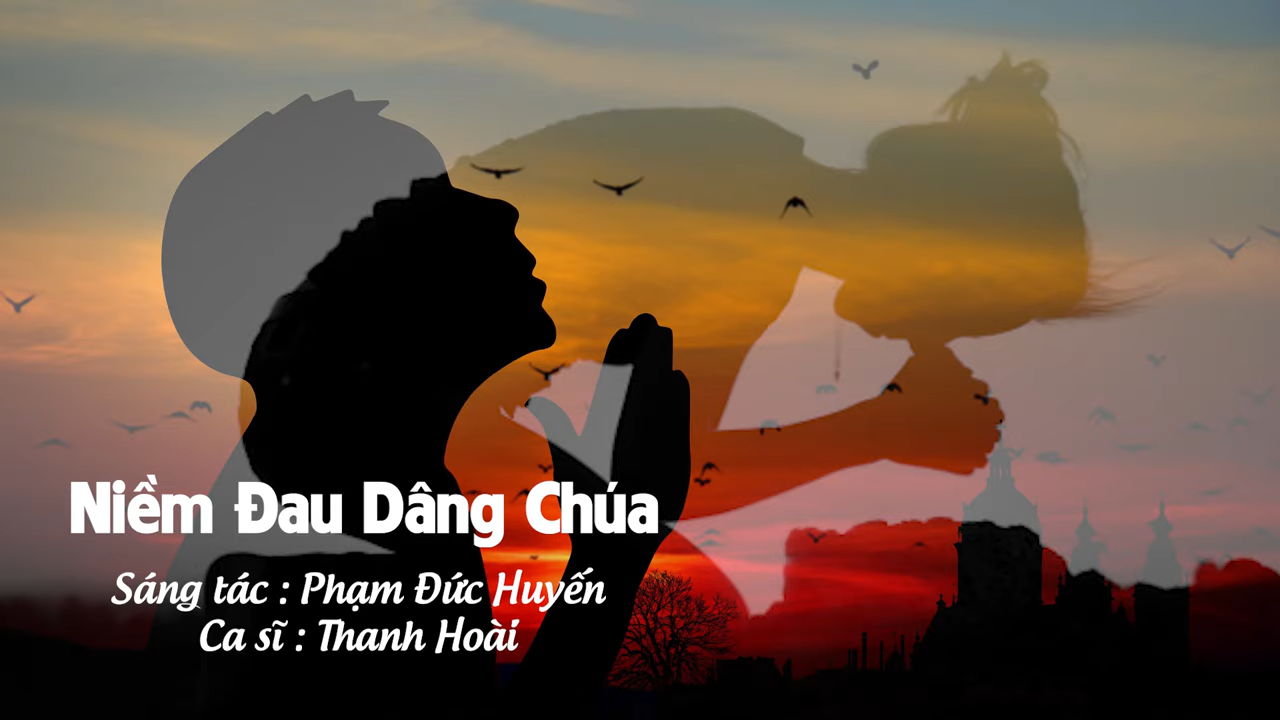 Niềm Đau Dâng Chúa
Sáng tác : Phạm Đức Huyến
Ca sĩ : Thanh Hoài